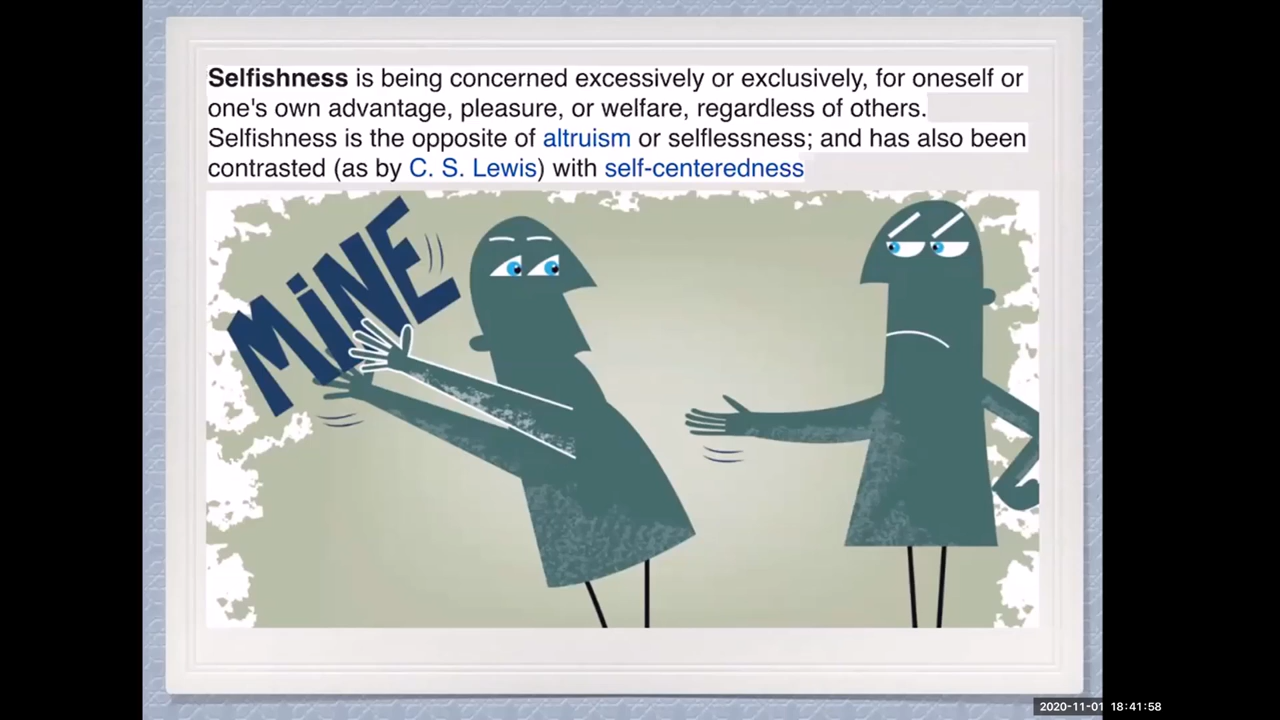 Selfishness is being concerned excessively or exclusively, for oneself or
one's own advantage, pleasure, or welfare, regardless of others.
Selfishness is the opposite of altruism or selflessness; and has also been
contrasted (as by C. S. Lewis) with self-centeredness
MiNE
2020-11-01 18:41:58